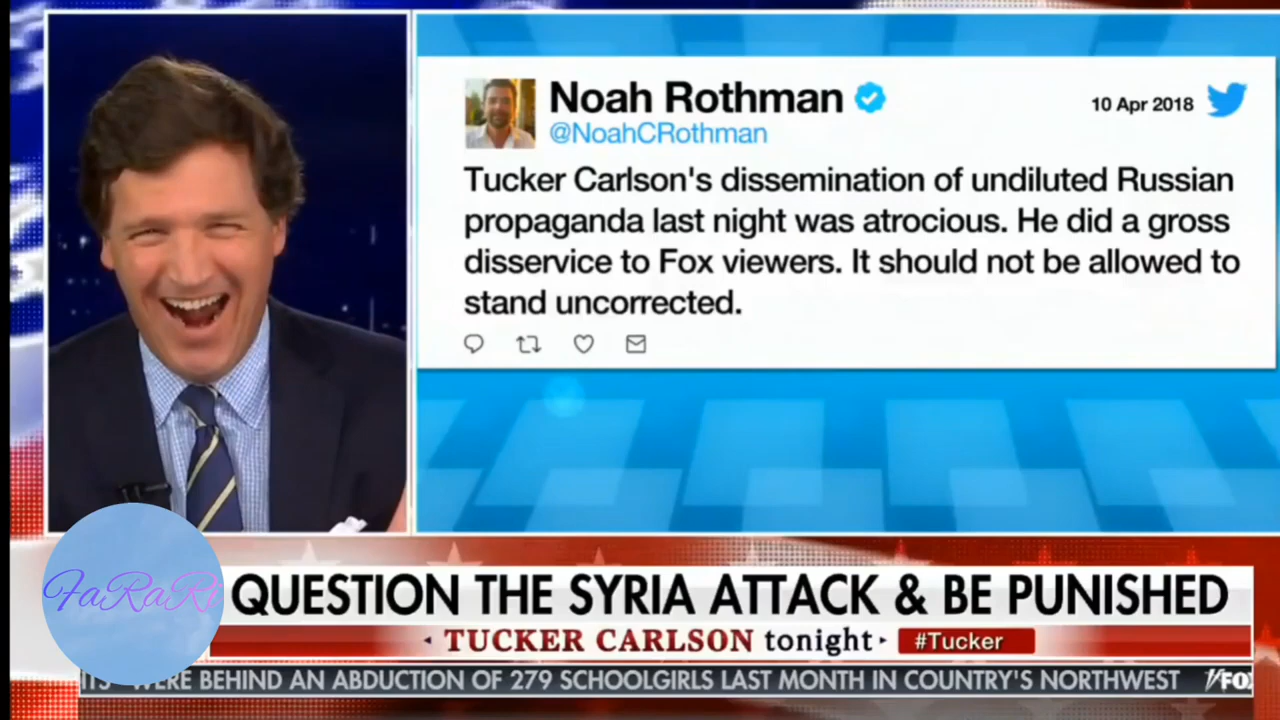 Noah Rothman
@NoahCRothman
10 Apr 2018
Tucker Carlson's dissemination of undiluted Russian
propaganda last night was atrocious. He did a gross
disservice to Fox viewers. It should not be allowed to
stand uncorrected.
FaRaRi
QUESTION THE SYRIA ATTACK & BE PUNISHED
TUCKER CARLSON tonight
#Tucker
WERE BEHIND AN ABDUCTION OF 279 SCHOOLGIRLS LAST MONTH IN COUNTRY'S NORTHWEST